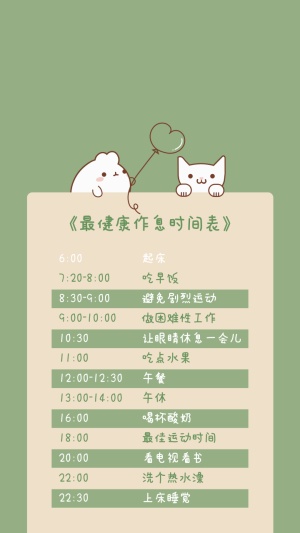 《最健康作息时间表》
6:00 起床
7:20-8:00 吃早饭
8:30-9:00 避免剧烈运动
9:00-10:00 做困难性工作
10:30 让眼睛休息一会儿
11:00 吃点水果
12:00-12:30 午餐
13:00-14:00 午休
16:00 喝杯酸奶
18:00 最佳运动时间
20:00 看电视看书
22:00 洗个热水澡
22:30 上床睡觉